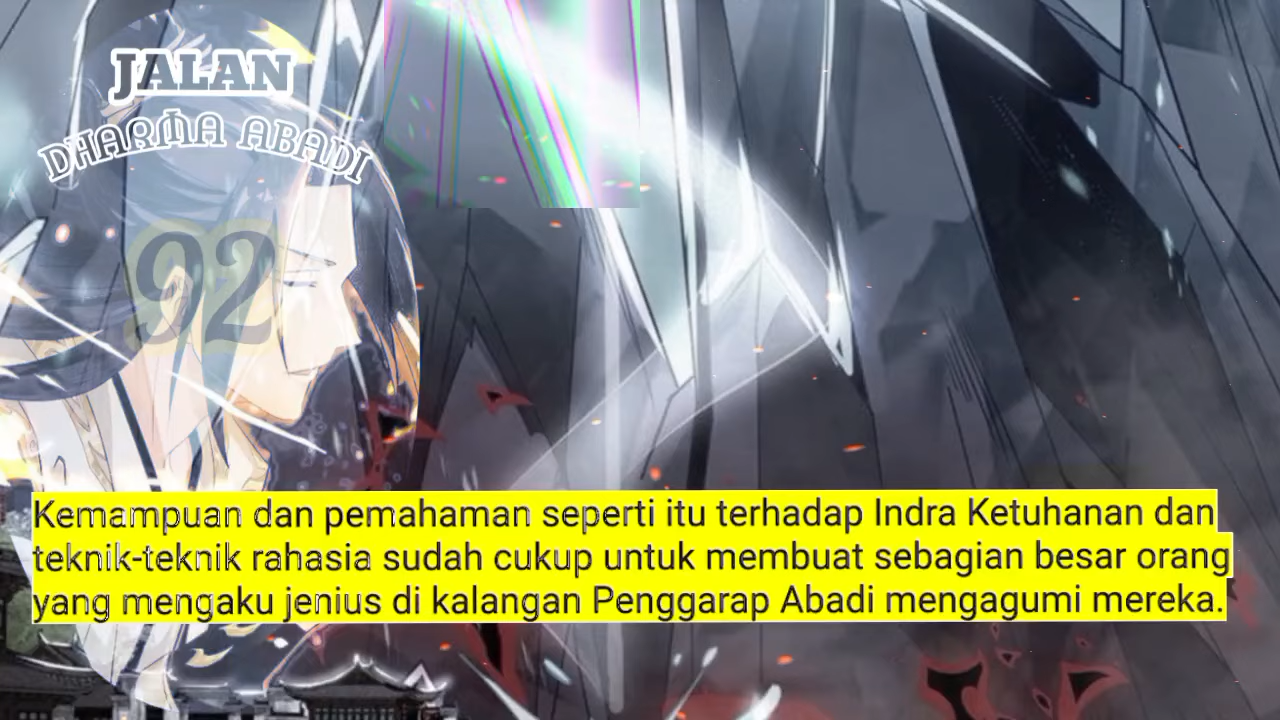 JALAN
DHARMA ABADI
92
Kemampuan dan pemahaman seperti itu terhadap Indra Ketuhanan dan
teknik-teknik rahasia sudah cukup untuk membuat sebagian besar orang
yang mengaku jenius di kalangan Penggarap Abadi mengagumi mereka.